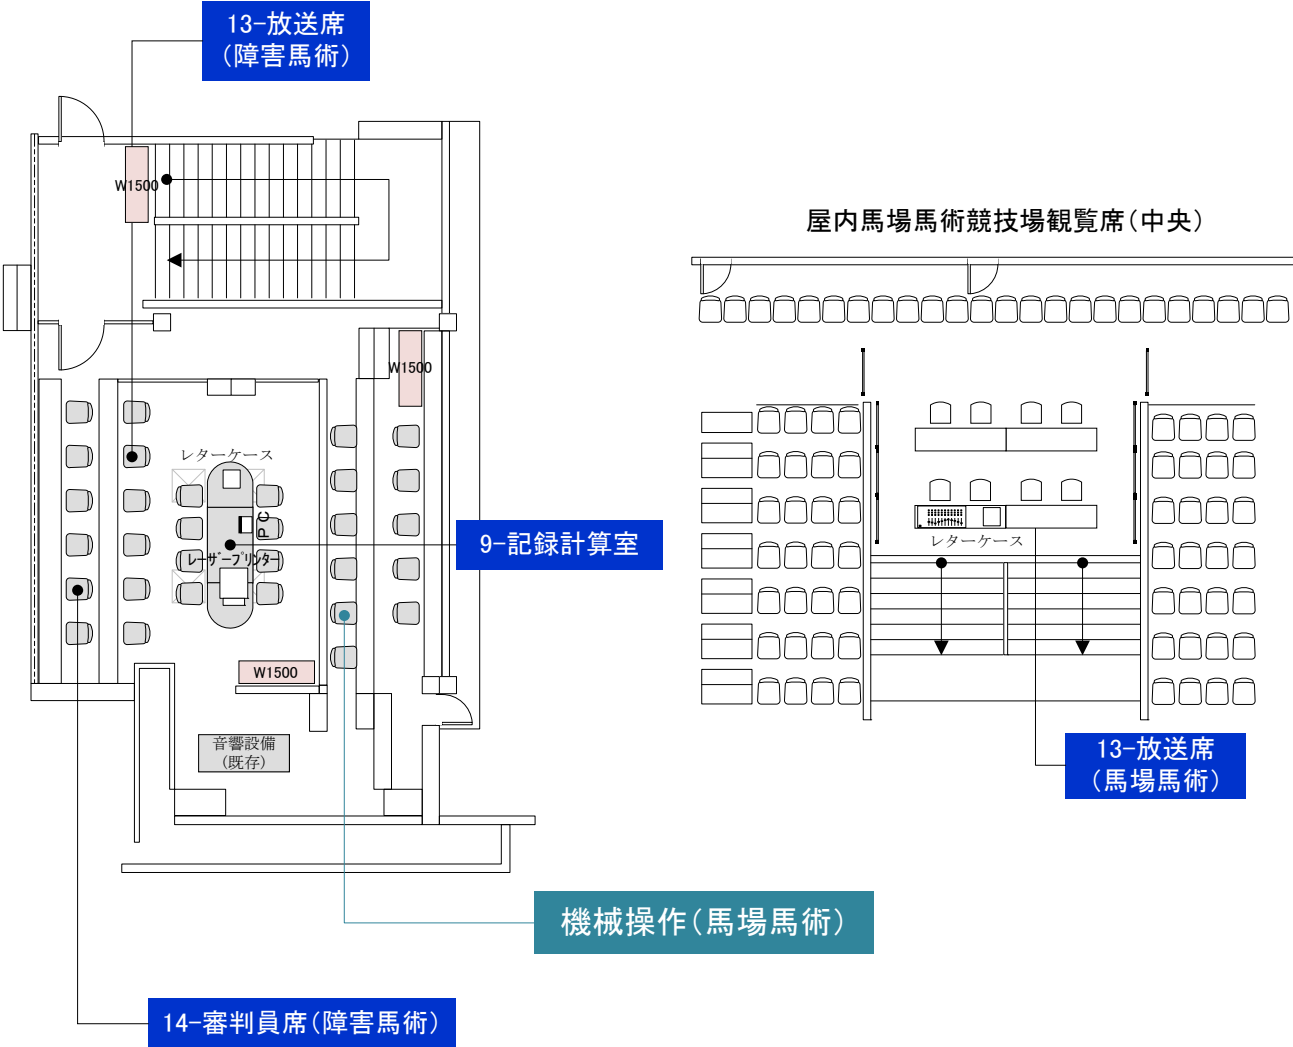 13-放送席
(障害馬術)
W1500
屋内馬場馬術競技場観覧席(中央)
W1500
レターケース
PC
レーザープリンター
9-記録計算室
レターケース
W1500
音響設備
(既存)
13-放送席
(馬場馬術)
機械操作(馬場馬術)
14-審判員席(障害馬術)